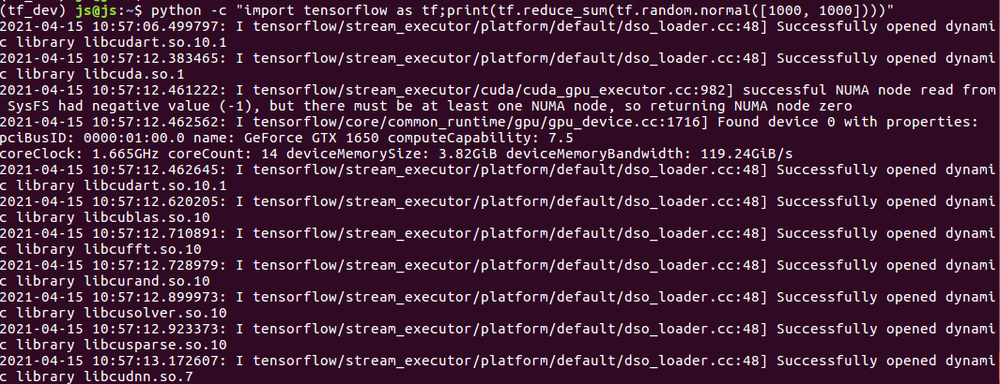 (tf_dev) js@js:~$ python -c "import tensorflow as tf;print(tf.reduce_sum(tf.random.normal([1000, 1000])))"
2021-04-15 10:57:06.499797: I tensorflow/stream_executor/platform/default/dso_loader.cc:48] Successfully opened dynami
c library libcudart.so.10.1
2021-04-15 10:57:12.383465: I tensorflow/stream_executor/platform/default/dso_loader.cc:48] Successfully opened dynami
c library libcuda.so.1
2021-04-15 10:57:12.461222: I tensorflow/stream_executor/cuda/cuda_gpu_executor.cc:982] successful NUMA node read from
 SysFS had negative value (-1), but there must be at least one NUMA node, so returning NUMA node zero
2021-04-15 10:57:12.462562: I tensorflow/core/common_runtime/gpu/gpu_device.cc:1716] Found device 0 with properties:
pciBusID: 0000:01:00.0 name: GeForce GTX 1650 computeCapability: 7.5
coreClock: 1.665GHz coreCount: 14 deviceMemorySize: 3.82GiB deviceMemoryBandwidth: 119.24GiB/s
2021-04-15 10:57:12.462645: I tensorflow/stream_executor/platform/default/dso_loader.cc:48] Successfully opened dynami
c library libcudart.so.10.1
2021-04-15 10:57:12.620205: I tensorflow/stream_executor/platform/default/dso_loader.cc:48] Successfully opened dynami
c library libcublas.so.10
2021-04-15 10:57:12.710891: I tensorflow/stream_executor/platform/default/dso_loader.cc:48] Successfully opened dynami
c library libcufft.so.10
2021-04-15 10:57:12.728979: I tensorflow/stream_executor/platform/default/dso_loader.cc:48] Successfully opened dynami
c library libcurand.so.10
2021-04-15 10:57:12.899973: I tensorflow/stream_executor/platform/default/dso_loader.cc:48] Successfully opened dynami
c library libcusolver.so.10
2021-04-15 10:57:12.923373: I tensorflow/stream_executor/platform/default/dso_loader.cc:48] Successfully opened dynami
c library libcusparse.so.10
2021-04-15 10:57:13.172607: I tensorflow/stream_executor/platform/default/dso_loader.cc:48] Successfully opened dynami
c library libcudnn.so.7